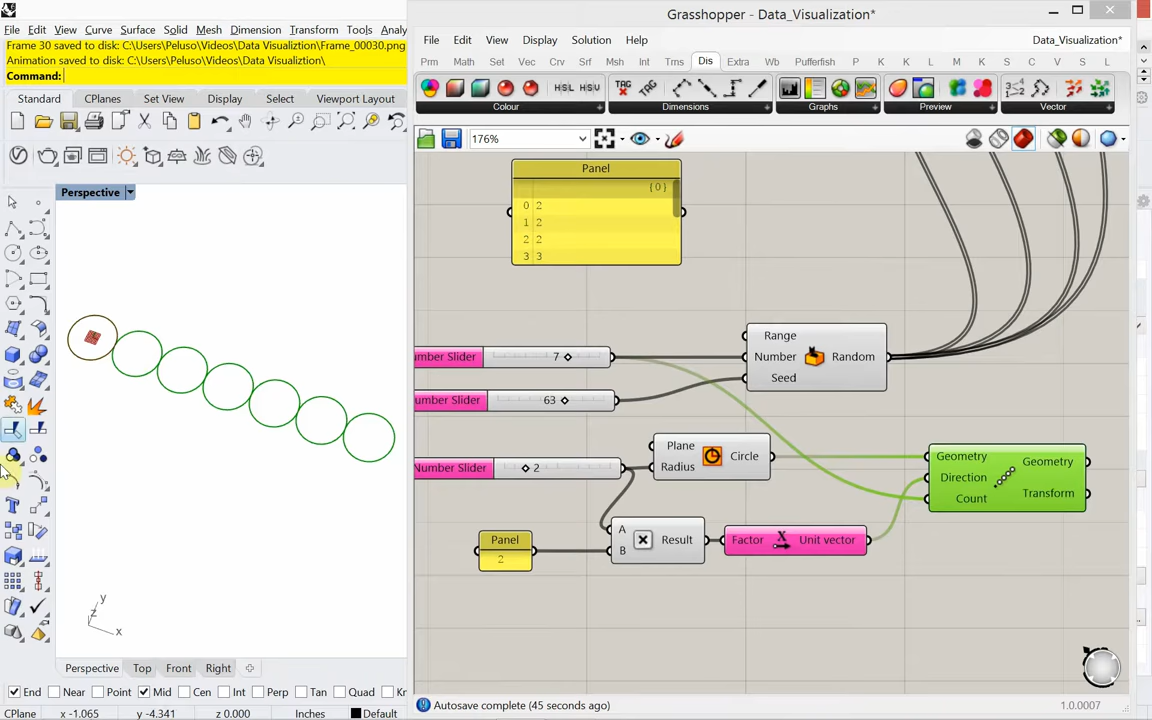 Grasshopper - Data_Visualization*
File Edit View Curve Surface Solid Mesh Dimension Transform Tools Analy
File Edit View Display Solution Help
Data_Visualization*
Frame 30 saved to disk: C:\Users\Peluso\Videos\Data Visualiztion\Frame_00030.png
Animation saved to disk: C:\Users\Peluso\Videos\Data Visualiztion\
Command:
Prm Math Set Vec Crv Srf Msh Int Trns Dis Extra Wb Pufferfish P K K L M M C V S L
Standard CPlanes Set View Display Select Viewport Layout
HSL HSV TAG TAG
Colour Dimensions Graphs Preview Vector
176%
Perspective
Panel
{0}
0 2
1 2
2 2
3 3
Range
Number Random
Seed
umber Slider 7
Number Slider 63
Plane
Radius Circle
Number Slider 2
Geometry Geometry
Direction
Count Transform
Panel
2
A
B
Result
Factor X Unit vector
y
z
x
Perspective Top Front Right
End Near Point Mid Cen Int Perp Tan Quad Kn
CPlane x -1.065 y -4.341 z 0.000 Inches Default
Autosave complete (45 seconds ago)
1.0.0007